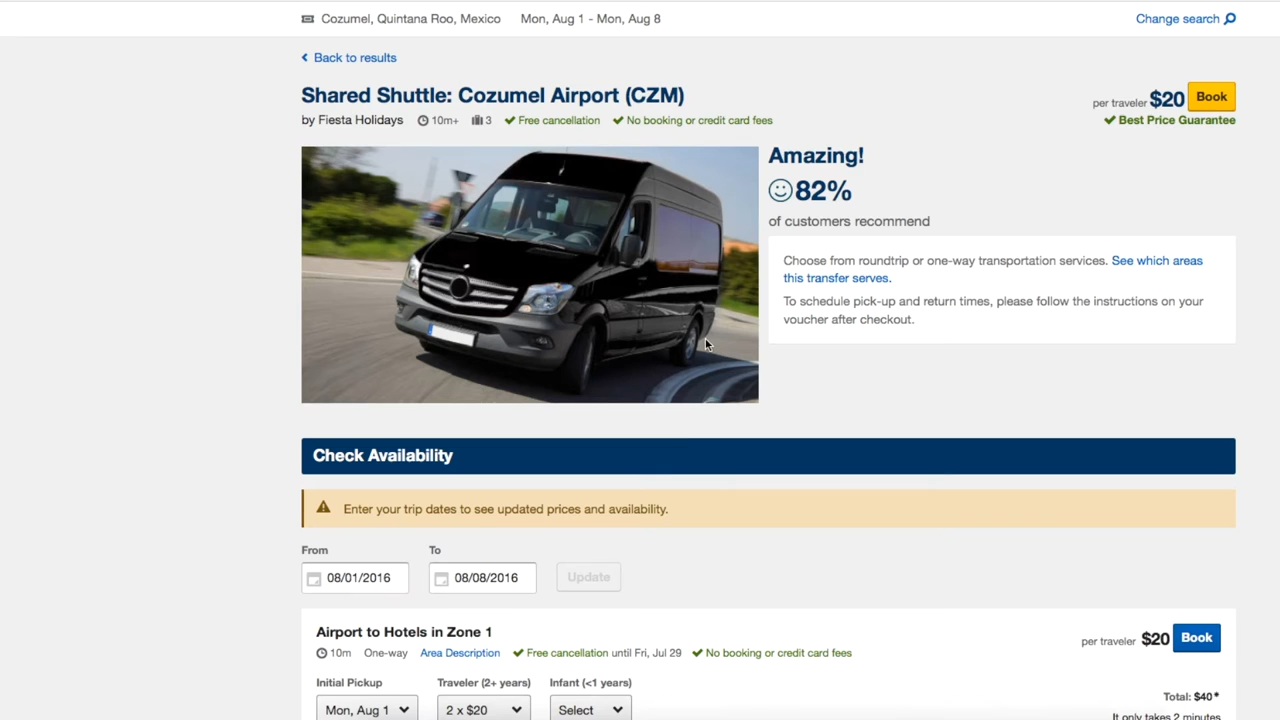 Cozumel, Quintana Roo, Mexico Mon, Aug 1 - Mon, Aug 8 Change search
Back to results
Shared Shuttle: Cozumel Airport (CZM)
per traveler $20 Book
by Fiesta Holidays 10m+ 3 Free cancellation No booking or credit card fees
Best Price Guarantee
Amazing!
82%
of customers recommend
Choose from roundtrip or one-way transportation services. See which areas
this transfer serves.
To schedule pick-up and return times, please follow the instructions on your
voucher after checkout.
Check Availability
Enter your trip dates to see updated prices and availability.
From To
08/01/2016 08/08/2016 Update
Airport to Hotels in Zone 1
per traveler $20 Book
10m One-way Area Description Free cancellation until Fri, Jul 29 No booking or credit card fees
Initial Pickup Traveler (2+ years) Infant (<1 years)
Total: $40*
Mon, Aug 1 2 x $20 Select
It only takes 2 minutes